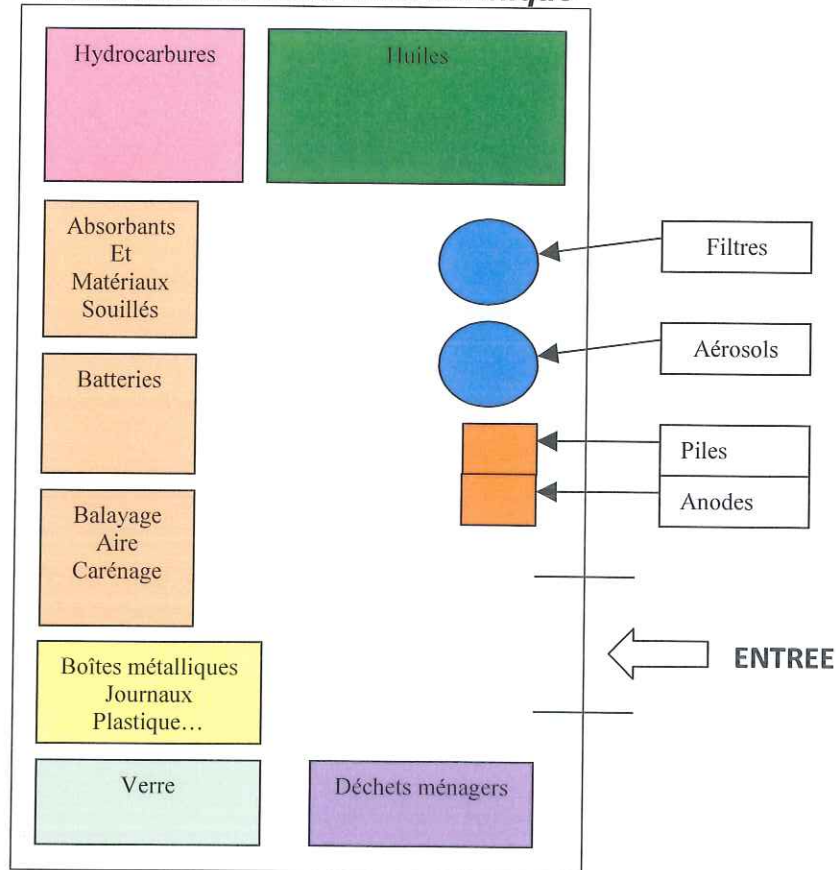 Hydrocarbures
Huiles
Absorbants
Et
Matériaux
Souillés
Filtres
Aérosols
Batteries
Piles
Anodes
Balayage
Aire
Carénage
ENTREE
Boîtes métalliques
Journaux
Plastique…
Verre
Déchets ménagers